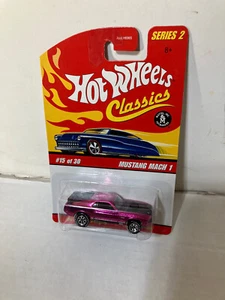 SERIES 2
Hot Wheels
Classics
#15 of 30
MUSTANG MACH 1